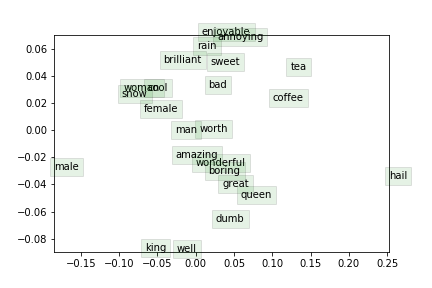 enjoyable
annoying
rain
0.06
brilliant
sweet
tea
0.04
woman
cool
snow
bad
coffee
0.02
female
0.00
man
worth
amazing
−0.02
wonderful
male
boring
hail
great
−0.04
queen
−0.06
dumb
−0.08
king
well
−0.15 −0.10 −0.05 0.00 0.05 0.10 0.15 0.20 0.25